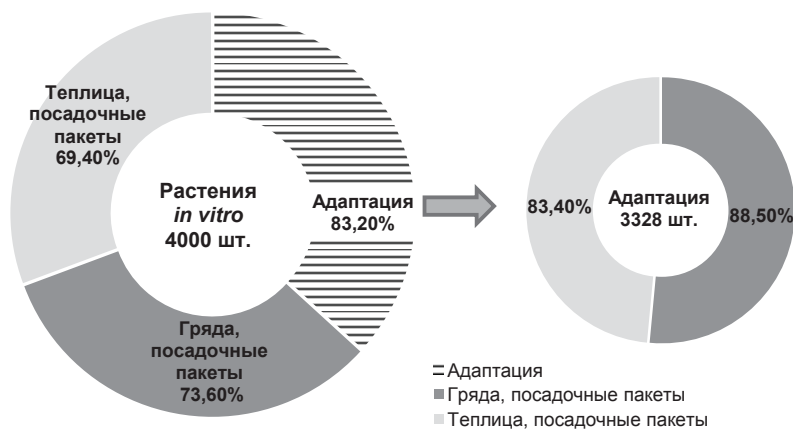 Теплица,
посадочные
пакеты
69,40%
Растения
in vitro
4000 шт.
Адаптация
83,20%
Гряда,
посадочные
пакеты
73,60%
83,40%
Адаптация
3328 шт.
88,50%
Адаптация
Гряда, посадочные пакеты
Теплица, посадочные пакеты